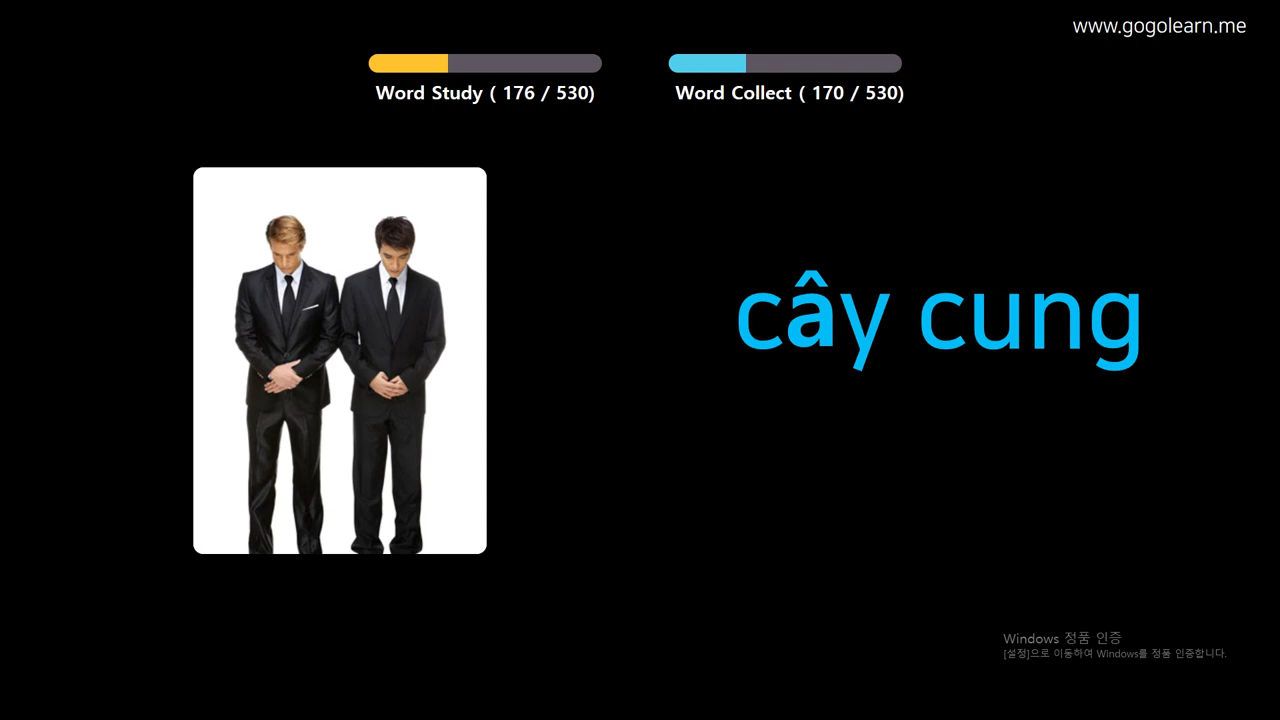 www.gogolearn.me
Word Study ( 176 / 530)
Word Collect ( 170 / 530)
cây cung
Windows 정품 인증
[설정]으로 이동하여 Windows를 정품 인증합니다.